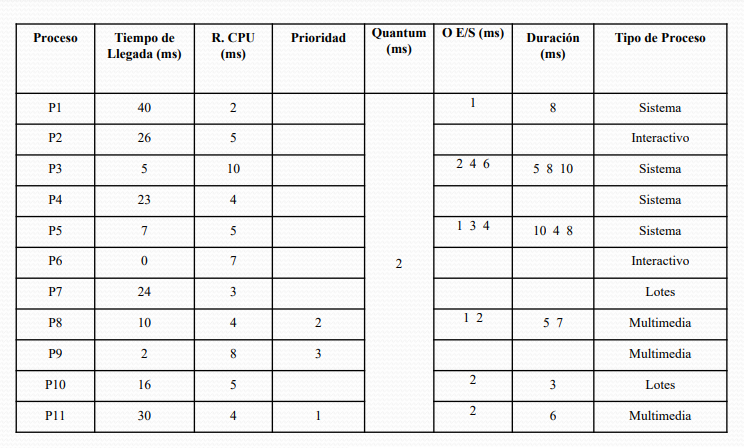 Proceso Tiempo de Llegada (ms) R. CPU (ms) Prioridad Quantum (ms) O E/S (ms) Duración (ms) Tipo de Proceso
P1 40 2 1 8 Sistema
P2 26 5 Interactivo
P3 5 10 2 4 6 5 8 10 Sistema
P4 23 4 Sistema
P5 7 5 1 3 4 10 4 8 Sistema
P6 0 7 2 Interactivo
P7 24 3 Lotes
P8 10 4 2 1 2 5 7 Multimedia
P9 2 8 3 Multimedia
P10 16 5 2 3 Lotes
P11 30 4 1 2 6 Multimedia